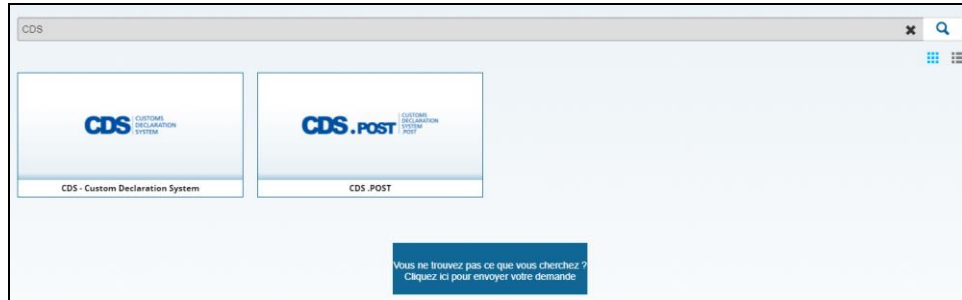 CDS
CDS CUSTOMS
DECLARATION
SYSTEM
CDS.POST CUSTOMS
DECLARATION
SYSTEM
.POST
CDS - Custom Declaration System
CDS .POST
Vous ne trouvez pas ce que vous cherchez ?
Cliquez ici pour envoyer votre demande